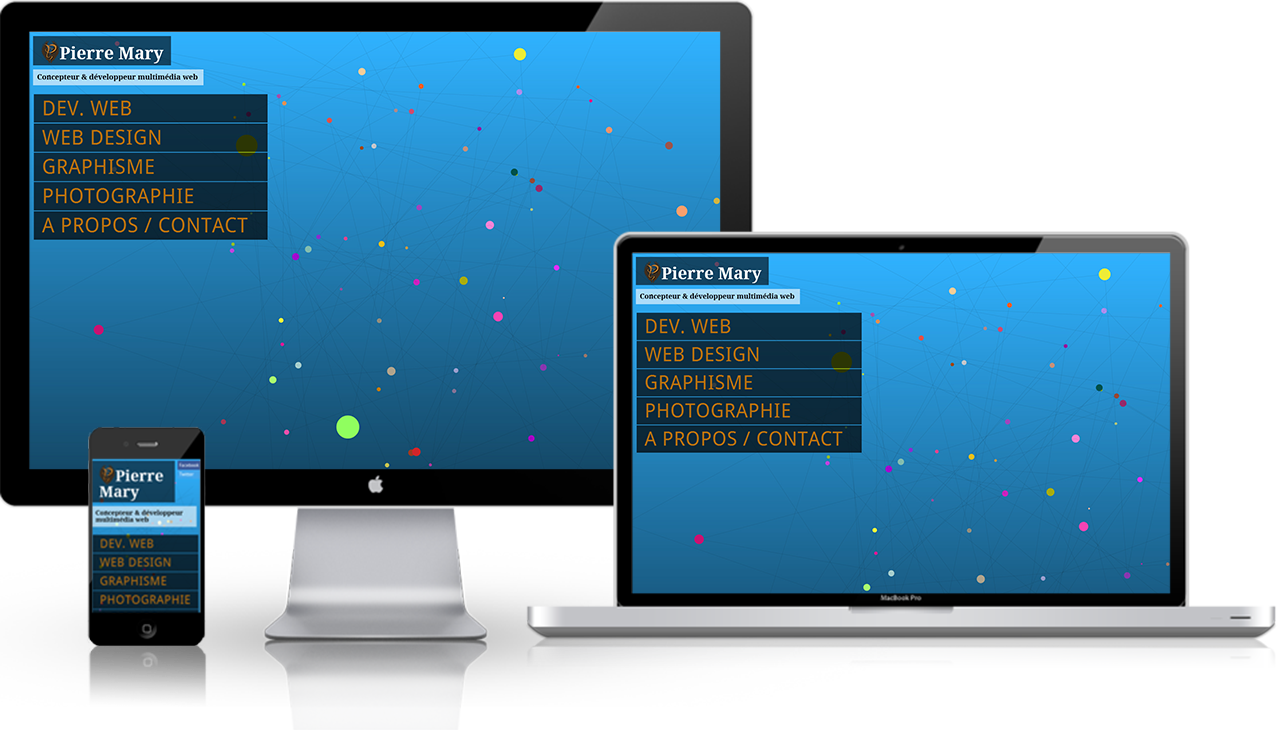 Pierre Mary
Concepteur & développeur multimédia web
DEV. WEB
WEB DESIGN
GRAPHISME
PHOTOGRAPHIE
A PROPOS / CONTACT
Pierre Mary
Concepteur & développeur multimédia web
DEV. WEB
WEB DESIGN
GRAPHISME
PHOTOGRAPHIE
A PROPOS / CONTACT
MacBook Pro
Facebook
Twitter
Pierre
Mary
Concepteur & développeur
multimédia web
DEV. WEB
WEB DESIGN
GRAPHISME
PHOTOGRAPHIE